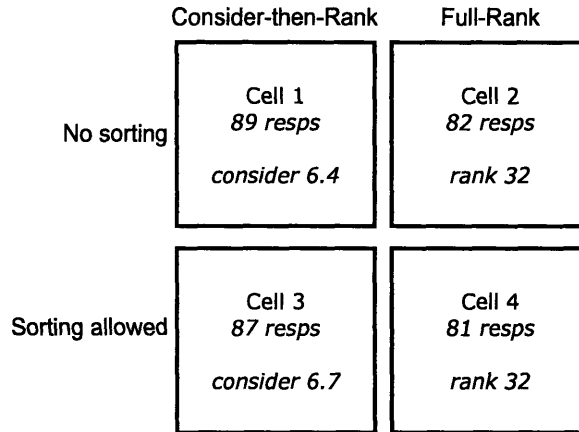 Consider-then-Rank Full-Rank
No sorting
Cell 1
89 resps
consider 6.4
Cell 2
82 resps
rank 32
Sorting allowed
Cell 3
87 resps
consider 6.7
Cell 4
81 resps
rank 32